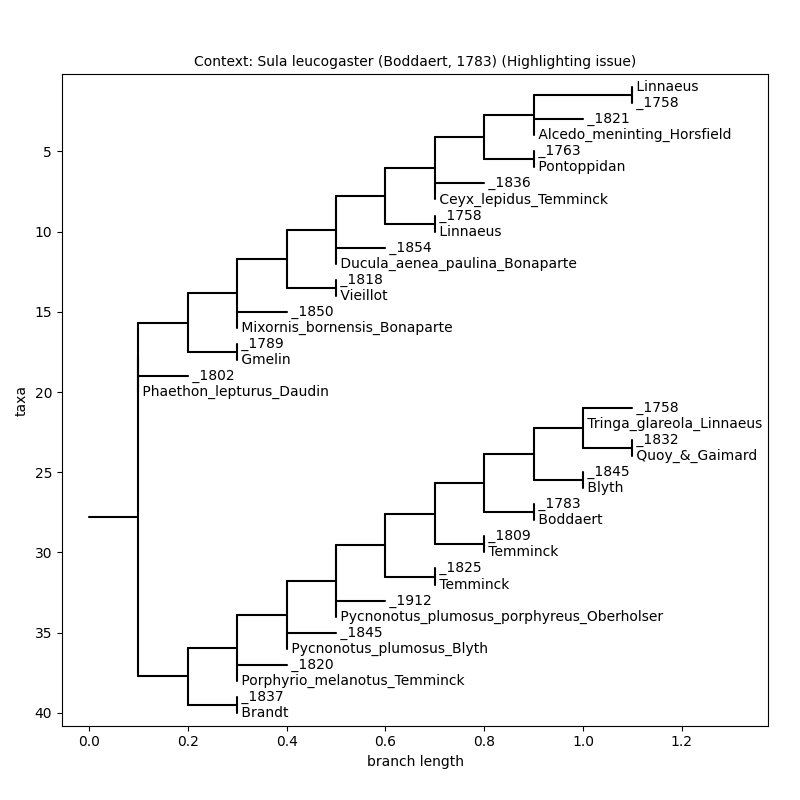 Context: Sula leucogaster (Boddaert, 1783) (Highlighting issue)
Linnaeus
_1758
_1821
Alcedo_meninting_Horsfield
_1763
Pontoppidan
_1836
Ceyx_lepidus_Temminck
_1758
Linnaeus
_1854
Ducula_aenea_paulina_Bonaparte
_1818
Vieillot
_1850
Mixornis_bornensis_Bonaparte
_1789
Gmelin
_1802
Phaethon_lepturus_Daudin
_1758
Tringa_glareola_Linnaeus
_1832
Quoy_&_Gaimard
_1845
Blyth
_1783
Boddaert
_1809
Temminck
_1825
Temminck
_1912
Pycnonotus_plumosus_porphyreus_Oberholser
_1845
Pycnonotus_plumosus_Blyth
_1820
Porphyrio_melanotus_Temminck
_1837
Brandt
5
10
15
20
25
30
35
40
taxa
0.0 0.2 0.4 0.6 0.8 1.0 1.2
branch length